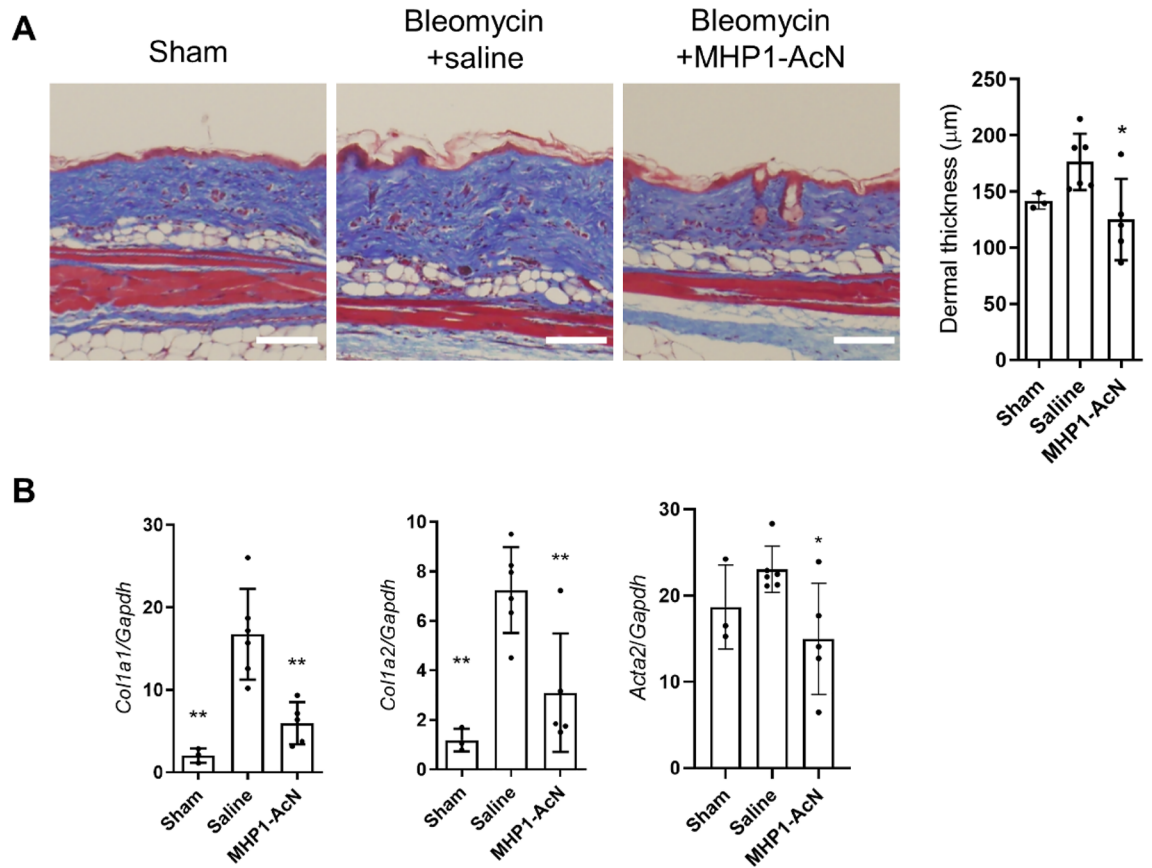 A
Sham
Bleomycin
+saline
Bleomycin
+MHP1-AcN
Dermal thickness (μm)
250
200
150
100
50
0
*
Sham
Saliine
MHP1-AcN
B
Col1a1/Gapdh
30
20
10
0
**
**
Sham
Saline
MHP1-AcN
Col1a2/Gapdh
10
8
6
4
2
0
**
**
Sham
Saline
MHP1-AcN
Acta2/Gapdh
30
20
10
0
*
Sham
Saline
MHP1-AcN